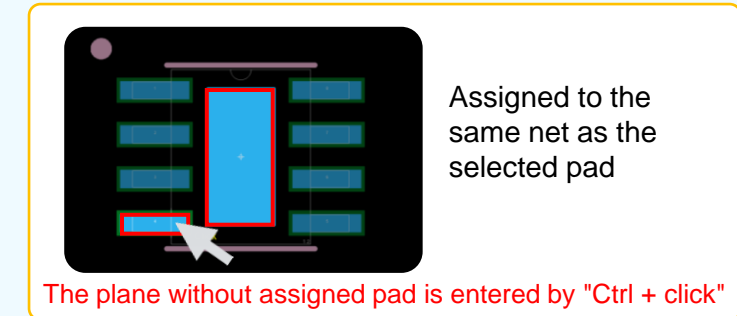 Assigned to the
same net as the
selected pad
The plane without assigned pad is entered by "Ctrl + click"